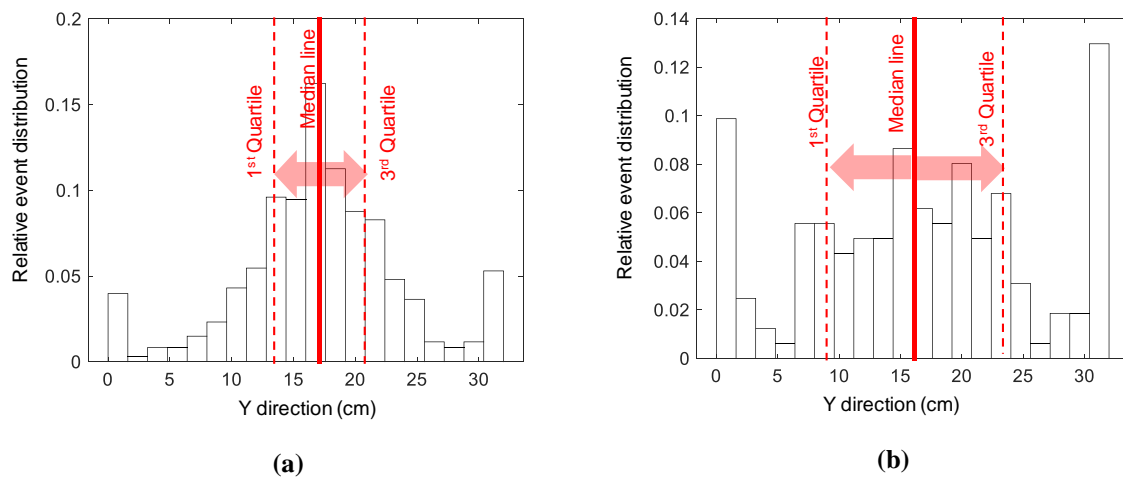 0.2
0.15
0.1
0.05
0
Relative event distribution
1st Quartile
Median line
3rd Quartile
0 5 10 15 20 25 30
Y direction (cm)
(a)
0.14
0.12
0.1
0.08
0.06
0.04
0.02
0
Relative event distribution
1st Quartile
Median line
3rd Quartile
0 5 10 15 20 25 30
Y direction (cm)
(b)